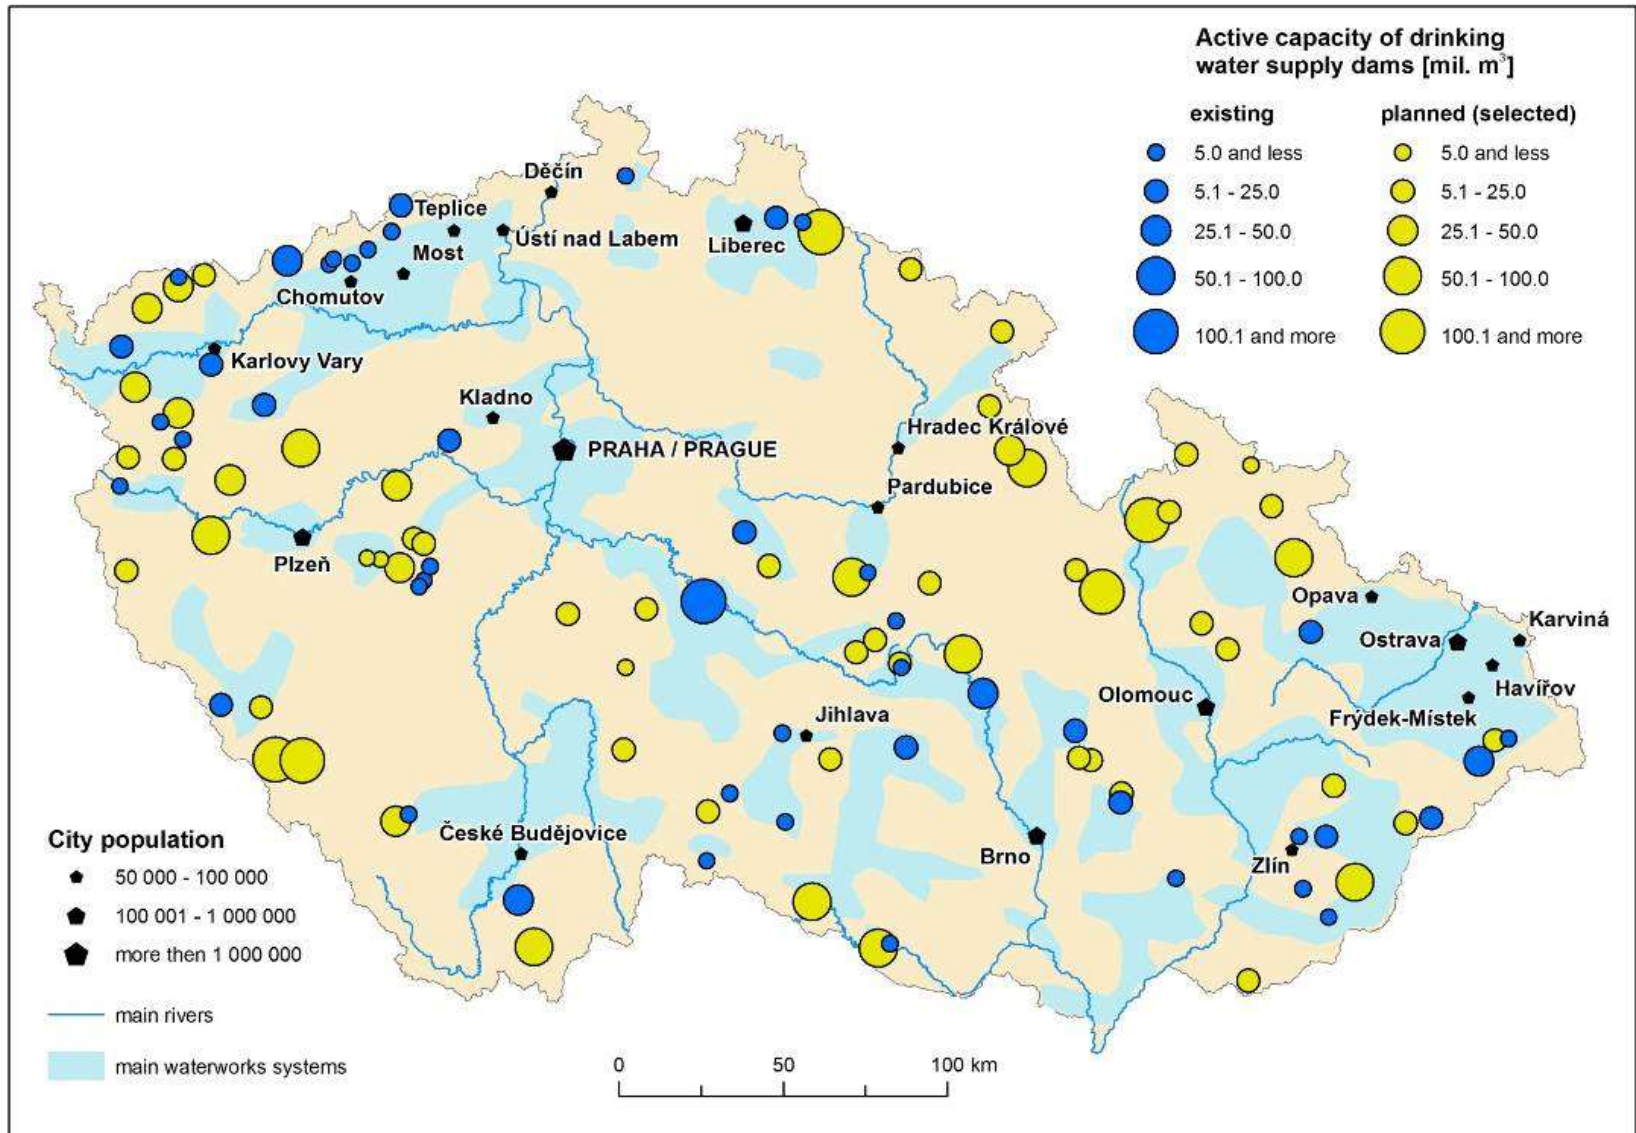 Active capacity of drinking
water supply dams [mil. m³]
existing
planned (selected)
5.0 and less
5.0 and less
5.1 - 25.0
5.1 - 25.0
25.1 - 50.0
25.1 - 50.0
50.1 - 100.0
50.1 - 100.0
100.1 and more
100.1 and more
Děčín
Teplice
Ústí nad Labem
Liberec
Most
Chomutov
Karlovy Vary
Kladno
PRAHA / PRAGUE
Hradec Králové
Pardubice
Plzeň
Opava
Karviná
Ostrava
Havířov
Olomouc
Frýdek-Místek
Jihlava
České Budějovice
Brno
Zlín
City population
50 000 - 100 000
100 001 - 1 000 000
more then 1 000 000
main rivers
main waterworks systems
0 50 100 km